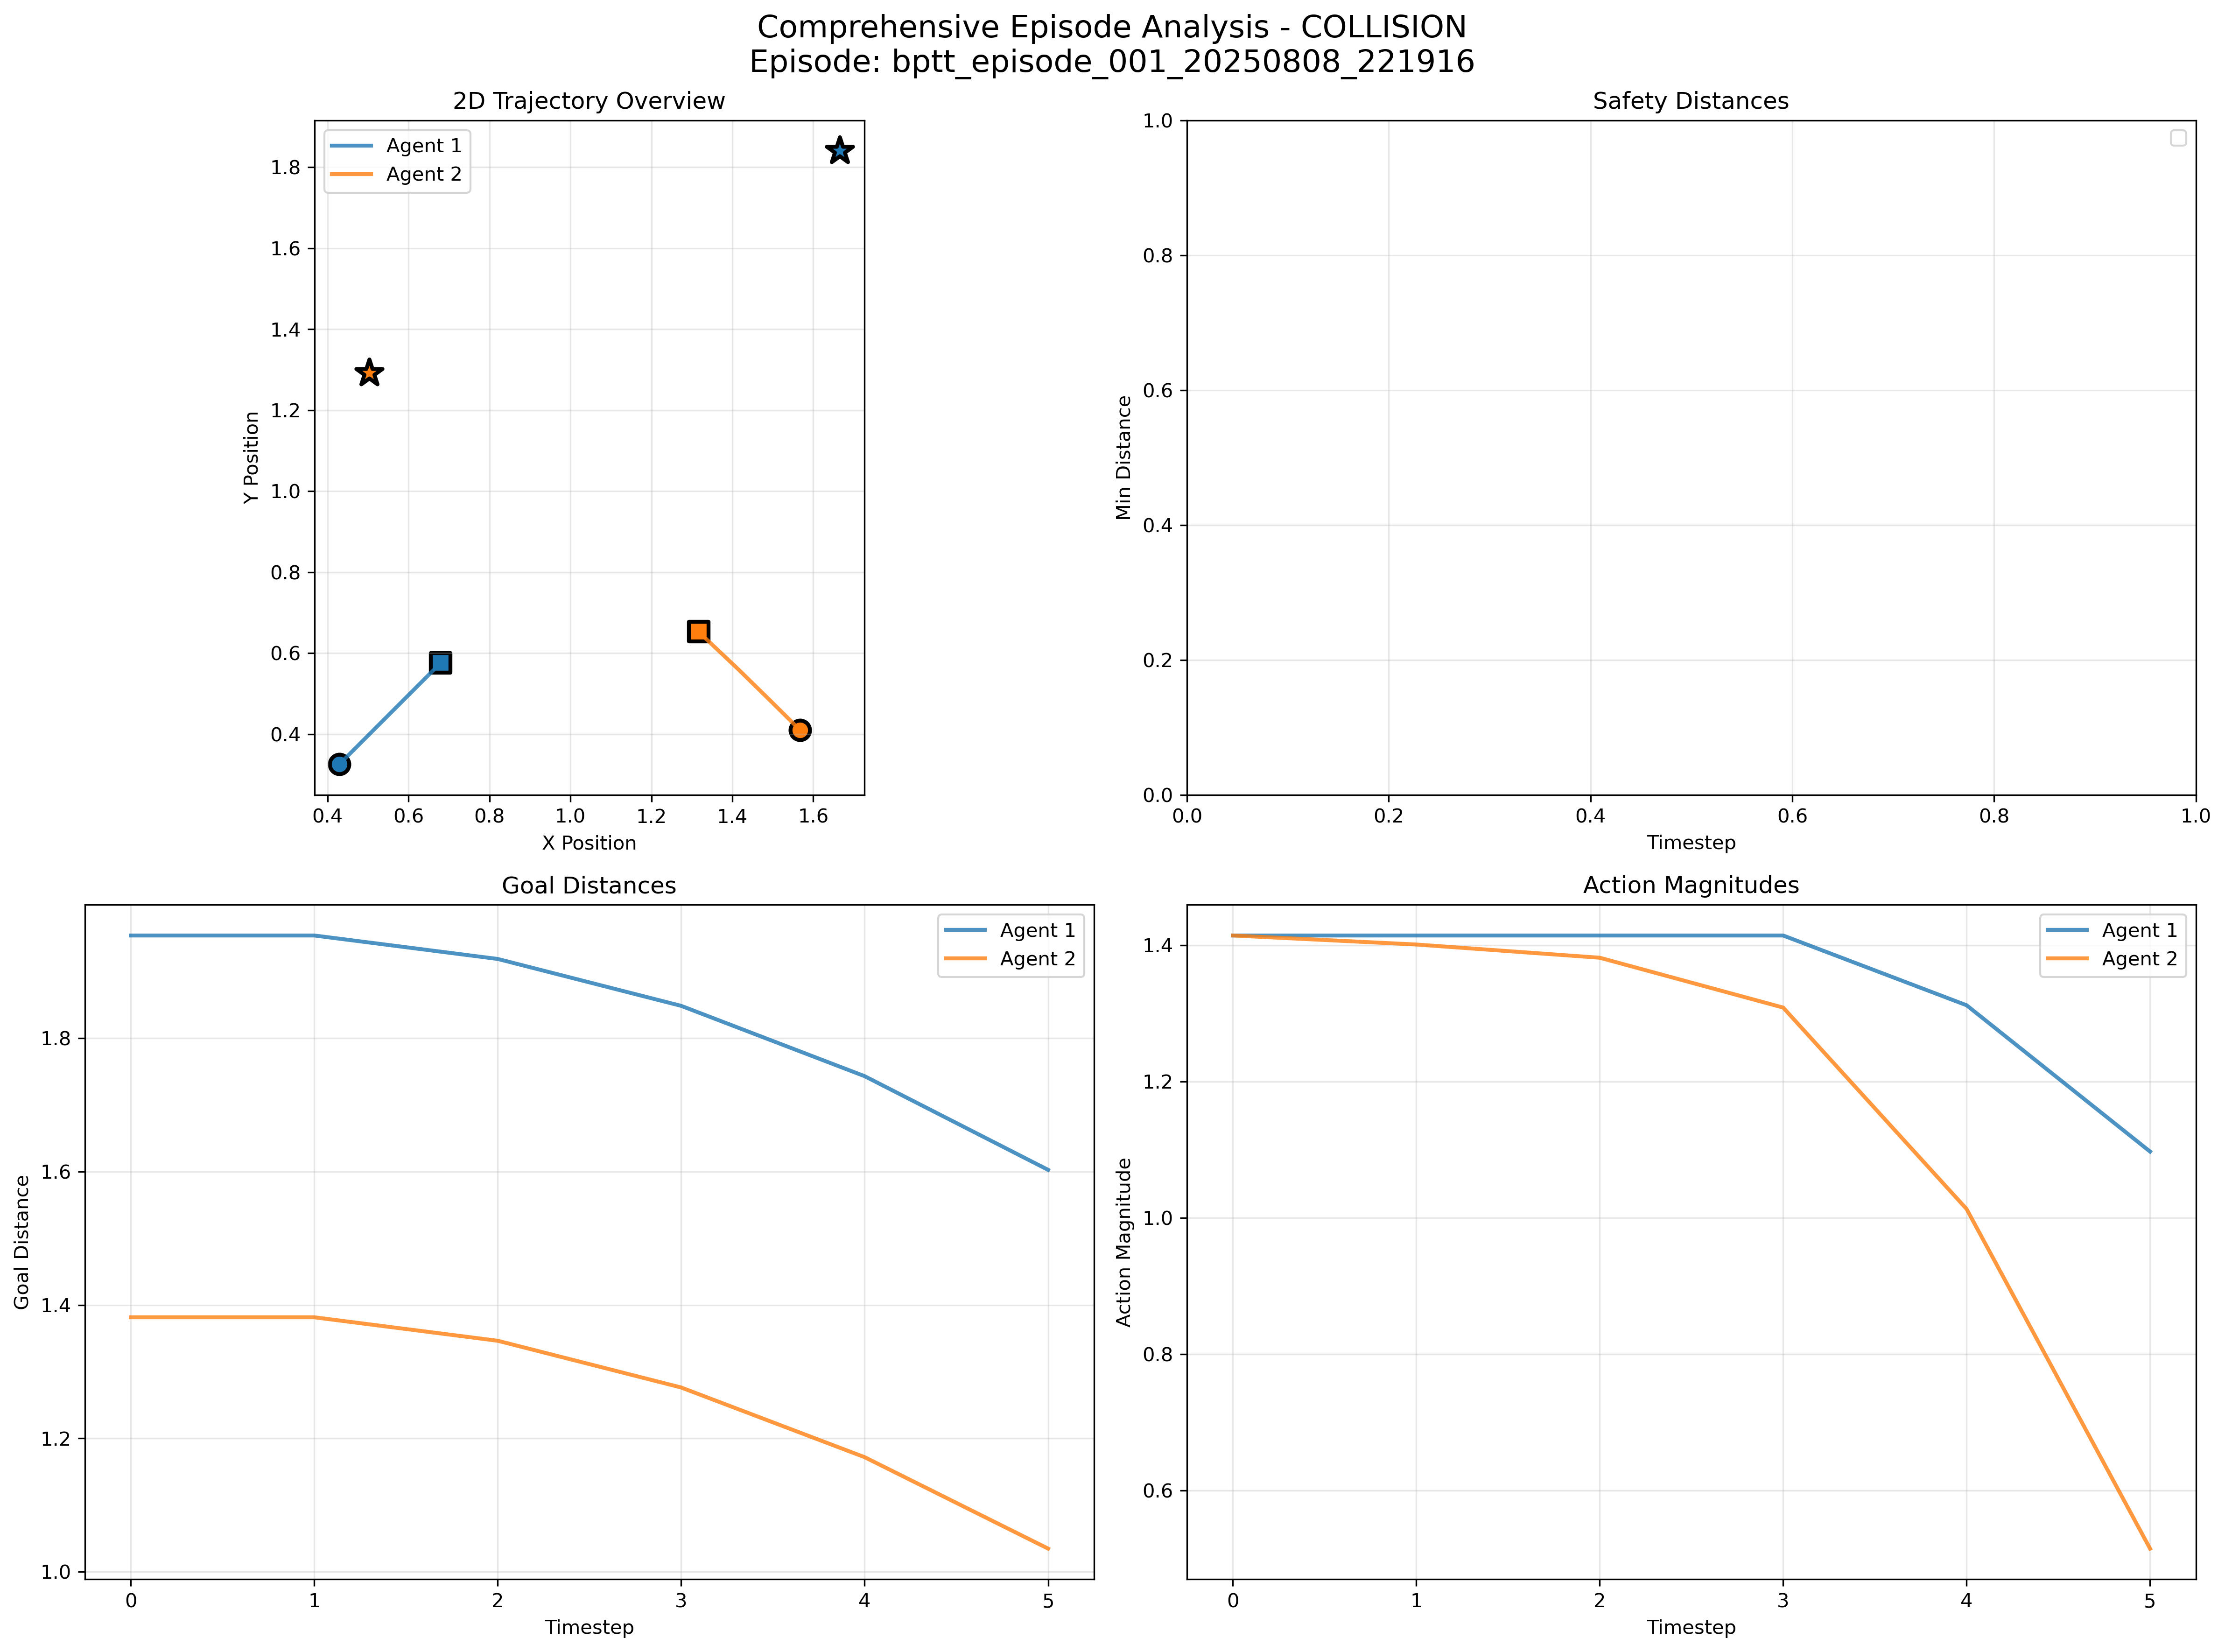 Comprehensive Episode Analysis - COLLISION
Episode: bptt_episode_001_20250808_221916
2D Trajectory Overview
Agent 1
Agent 2
Y Position
1.8
1.6
1.4
1.2
1.0
0.8
0.6
0.4
0.4 0.6 0.8 1.0 1.2 1.4 1.6
X Position
Safety Distances
Min Distance
1.0
0.8
0.6
0.4
0.2
0.0
0.0 0.2 0.4 0.6 0.8 1.0
Timestep
Goal Distances
Agent 1
Agent 2
Goal Distance
1.8
1.6
1.4
1.2
1.0
0 1 2 3 4 5
Timestep
Action Magnitudes
Agent 1
Agent 2
Action Magnitude
1.4
1.2
1.0
0.8
0.6
0 1 2 3 4 5
Timestep